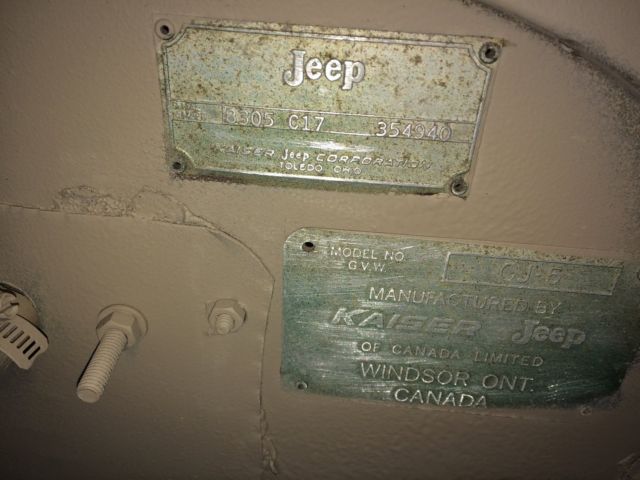 Jeep
8305 C17 354940
KAISER Jeep CORPORATION
TOLEDO OHIO
MODEL NO. CJ-5
G.V.W.
MANUFACTURED BY
KAISER Jeep
OF CANADA LIMITED
WINDSOR ONT.
CANADA